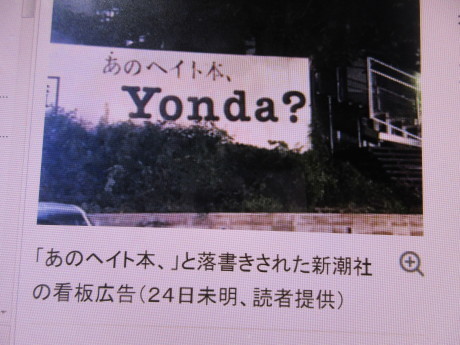 あのヘイト本、
Yonda?
「あのヘイト本、」と落書きされた新潮社
の看板広告(24日未明、読者提供)